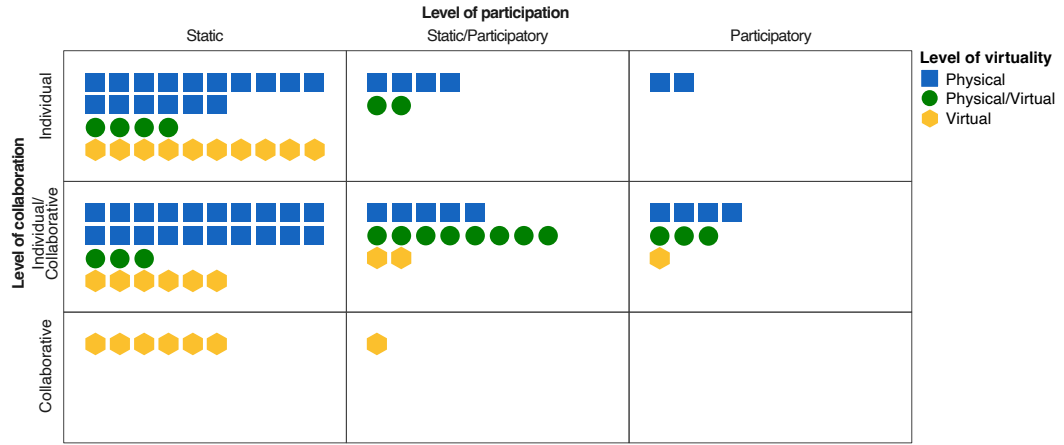 Level of participation
Static
Static/Participatory
Participatory
Level of virtuality
Physical
Physical/Virtual
Virtual
Level of collaboration
Individual
Individual/
Collaborative
Collaborative